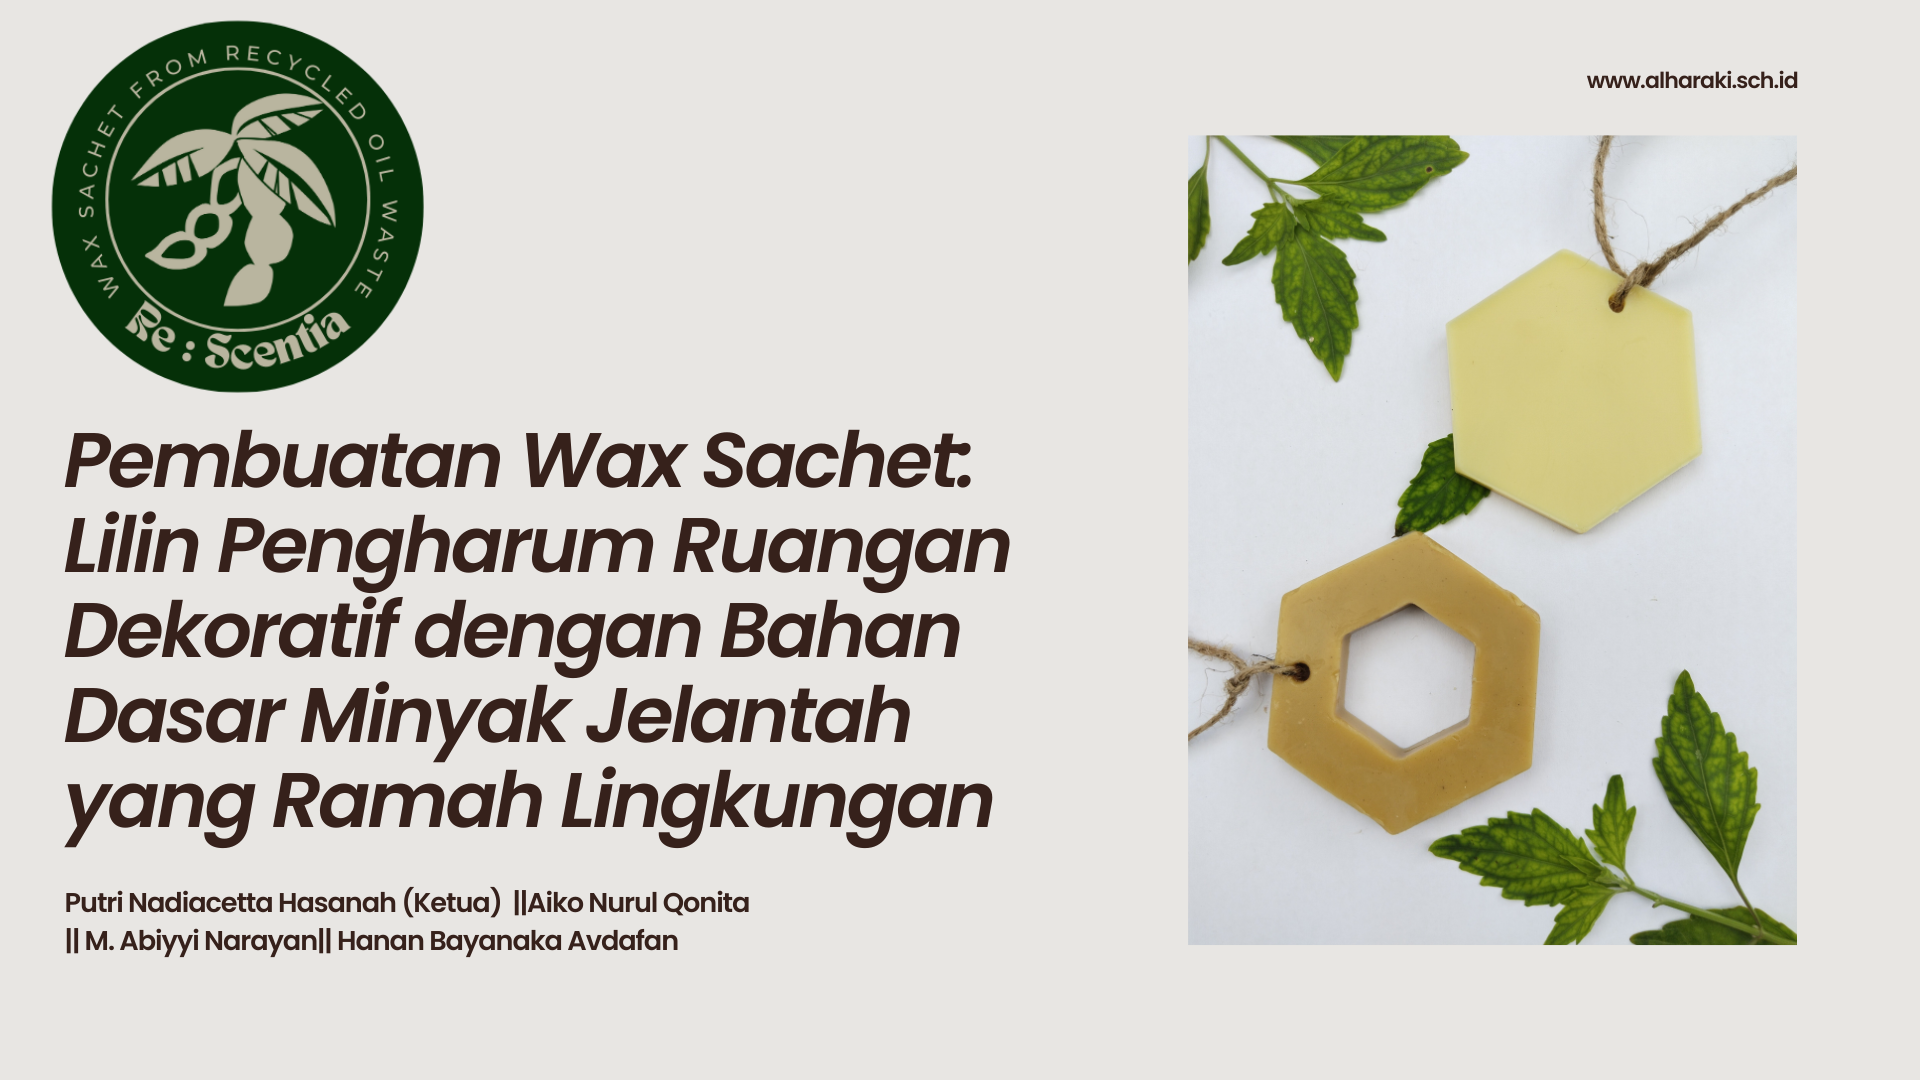 WAX SACHET FROM RECYCLED OIL WASTE
Re : Scentia
www.alharaki.sch.id
Pembuatan Wax Sachet:
Lilin Pengharum Ruangan
Dekoratif dengan Bahan
Dasar Minyak Jelantah
yang Ramah Lingkungan
Putri Nadiacetta Hasanah (Ketua) ||Aiko Nurul Qonita
|| M. Abiyyi Narayan|| Hanan Bayanaka Avdafan